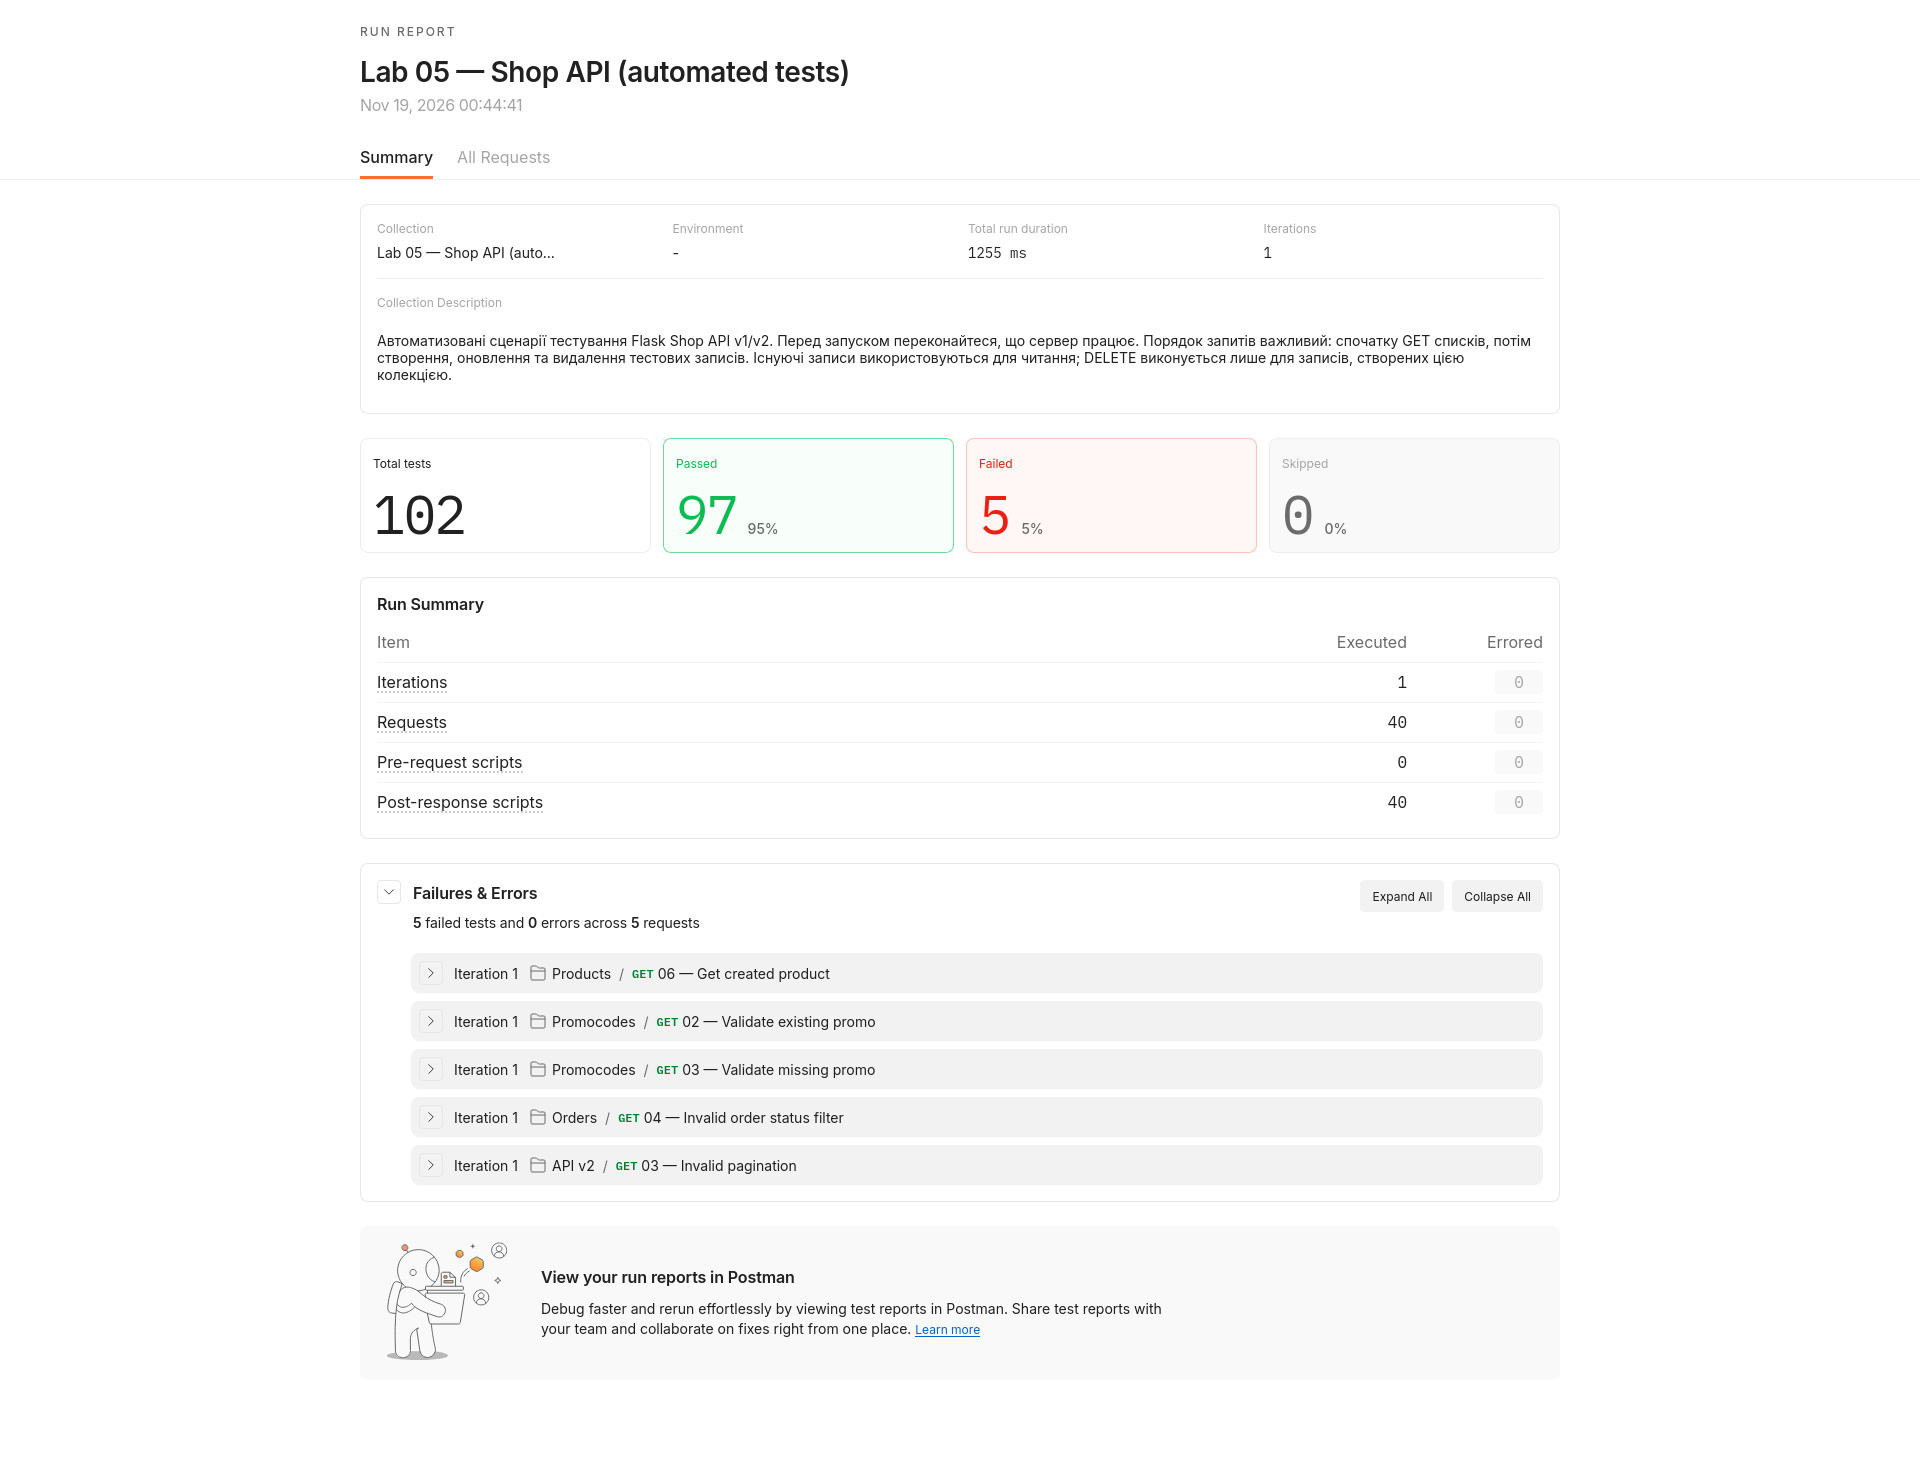 RUN REPORT
Lab 05 — Shop API (automated tests)
Nov 19, 2026 00:44:41
Summary All Requests
Collection Environment Total run duration Iterations
Lab 05 — Shop API (auto... - 1255 ms 1
Collection Description
Автоматизовані сценарії тестування Flask Shop API v1/v2. Перед запуском переконайтеся, що сервер працює. Порядок запитів важливий: спочатку GET списків, потім
створення, оновлення та видалення тестових записів. Існуючі записи використовуються для читання; DELETE виконується лише для записів, створених цією
колекцією.
Total tests Passed Failed Skipped
102 97 95% 5 5% 0 0%
Run Summary
Item Executed Errored
Iterations 1 0
Requests 40 0
Pre-request scripts 0 0
Post-response scripts 40 0
Failures & Errors Expand All Collapse All
5 failed tests and 0 errors across 5 requests
Iteration 1 Products / GET 06 — Get created product
Iteration 1 Promocodes / GET 02 — Validate existing promo
Iteration 1 Promocodes / GET 03 — Validate missing promo
Iteration 1 Orders / GET 04 — Invalid order status filter
Iteration 1 API v2 / GET 03 — Invalid pagination
View your run reports in Postman
Debug faster and rerun effortlessly by viewing test reports in Postman. Share test reports with
your team and collaborate on fixes right from one place. Learn more